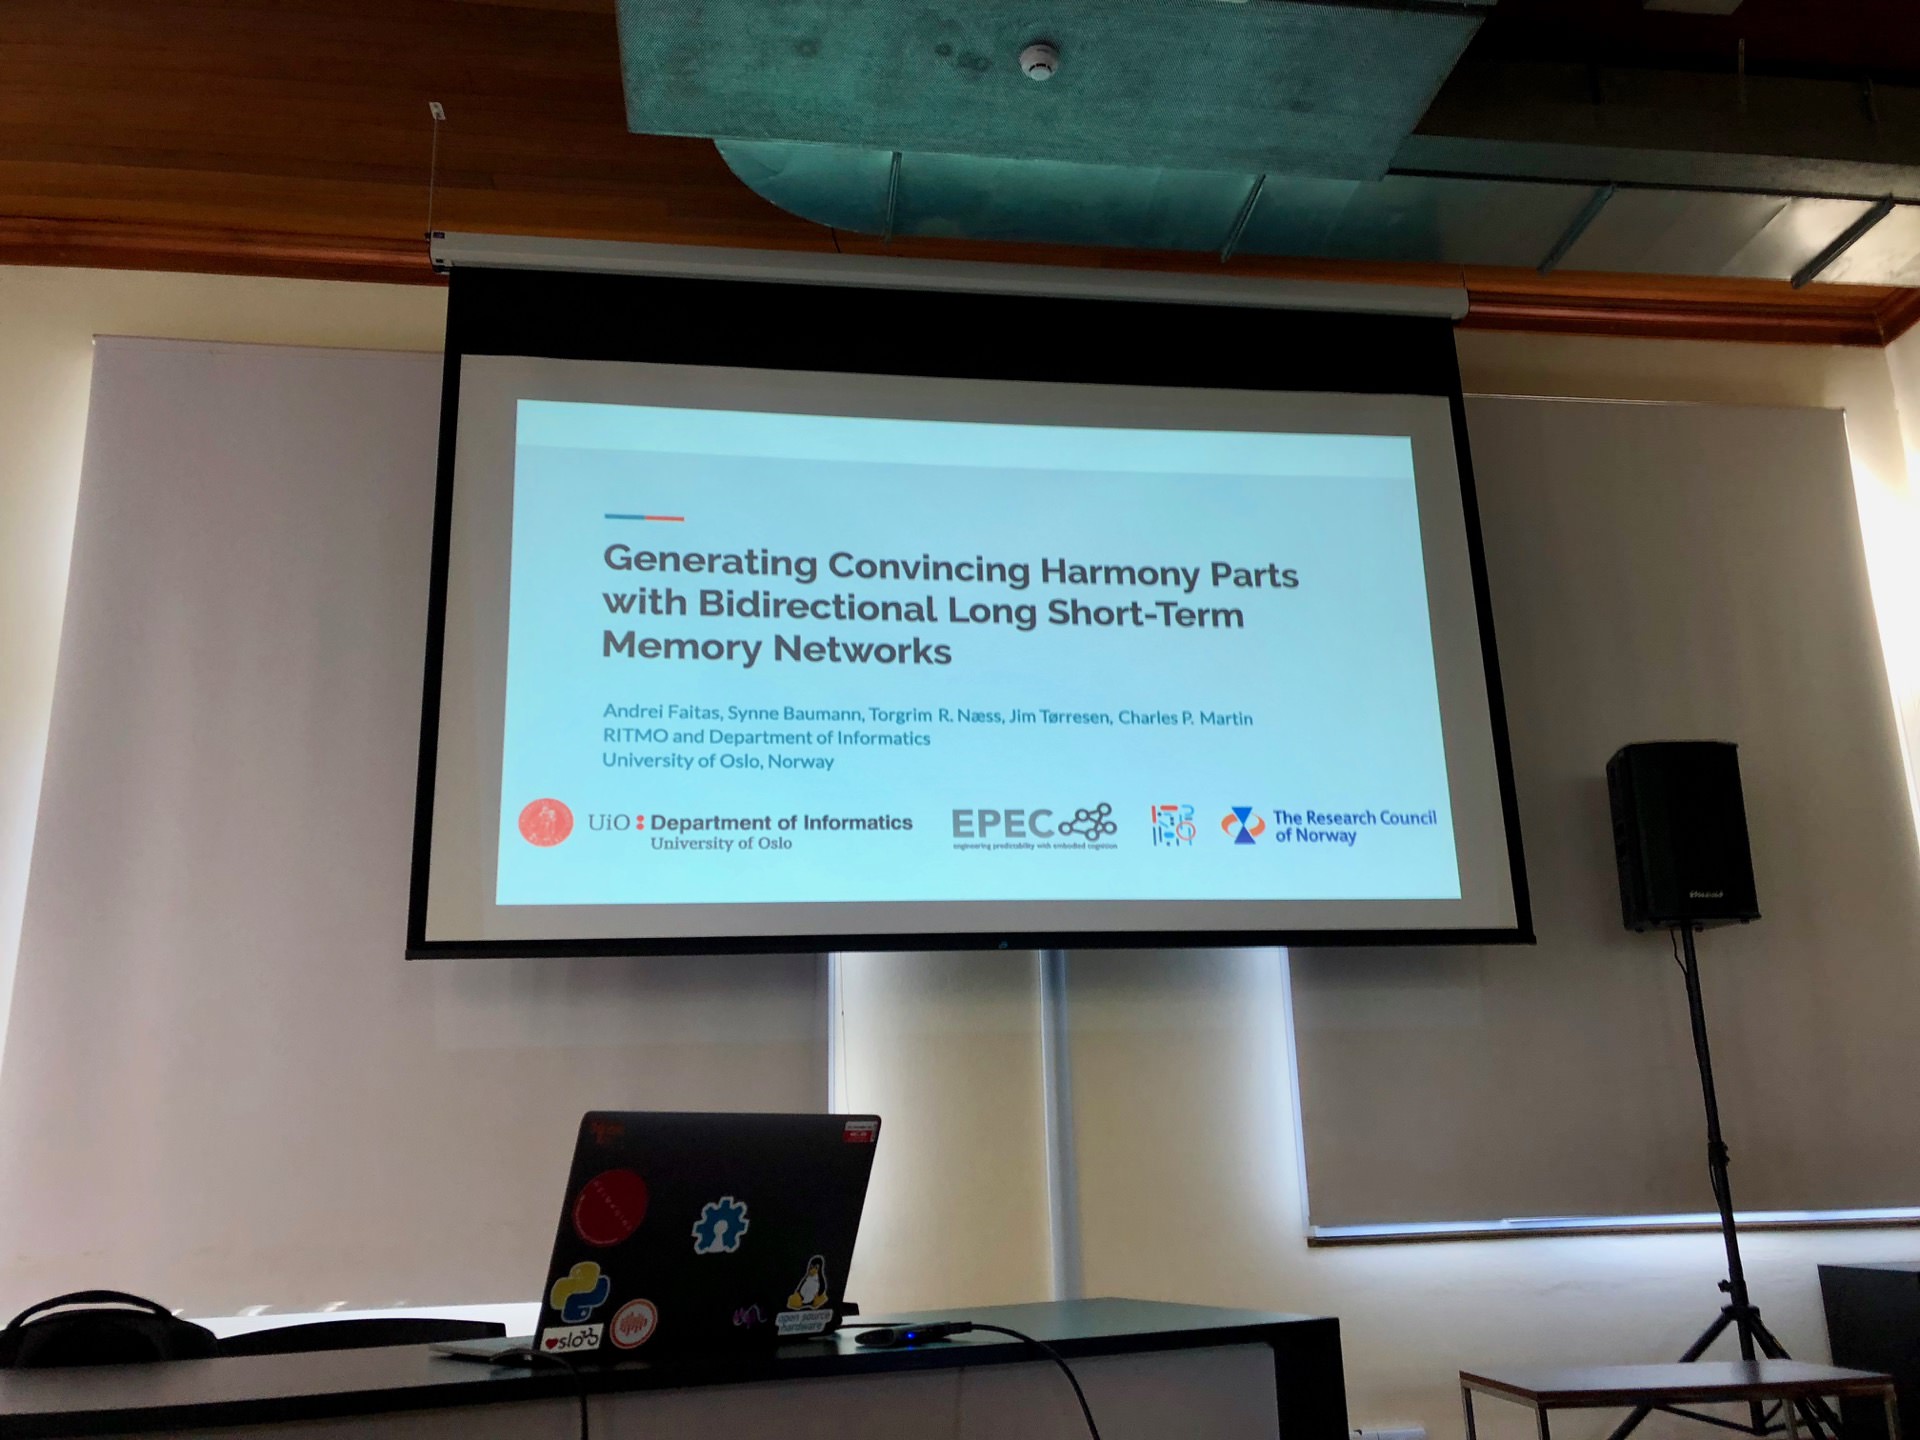 Generating Convincing Harmony Parts
with Bidirectional Long Short-Term
Memory Networks
Andrei Faitas, Synne Baumann, Torgrim R. Næss, Jim Tørresen, Charles P. Martin
RITMO and Department of Informatics
University of Oslo, Norway
UiO: Department of Informatics
University of Oslo
EPEC
engineering predictability with embodied cognition
The Research Council
of Norway
open source
hardware